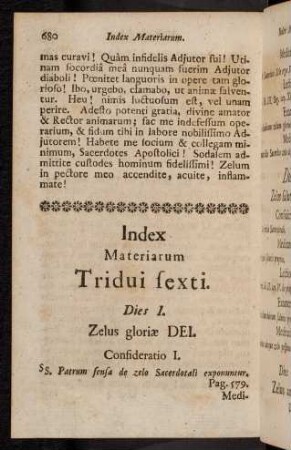 680 Index Materiarum.
mas curavi! Quàm infidelis Adjutor fui! Uti-
nam socordiâ meâ nunquam fuerim Adjutor
diaboli! Pœnitet languoris in opere tam glo-
rioso! Ibo, urgebo, clamabo, ut animæ salven-
tur. Heu! nimis luctuosum est, vel unam
perire. Adesto potenti gratia, divine amator
& Rector animarum; fac me indefessum ope-
rarium, & fidum tibi in labore nobilissimo Ad-
jutorem! Habete me socium & collegam mi-
nimum, Sacerdotes Apostolici! Sodalem ad-
mittite custodes hominum fidelissimi! Zelum
in pectore meo accendite, acuite, inflam-
mate!
Index
Materiarum
Tridui sexti.
Dies I.
Zelus gloriæ DEI.
Consideratio I.
SS. Patrum sensa de zelo Sacerdotali exponuntur.
Pag. 579.
Medi-